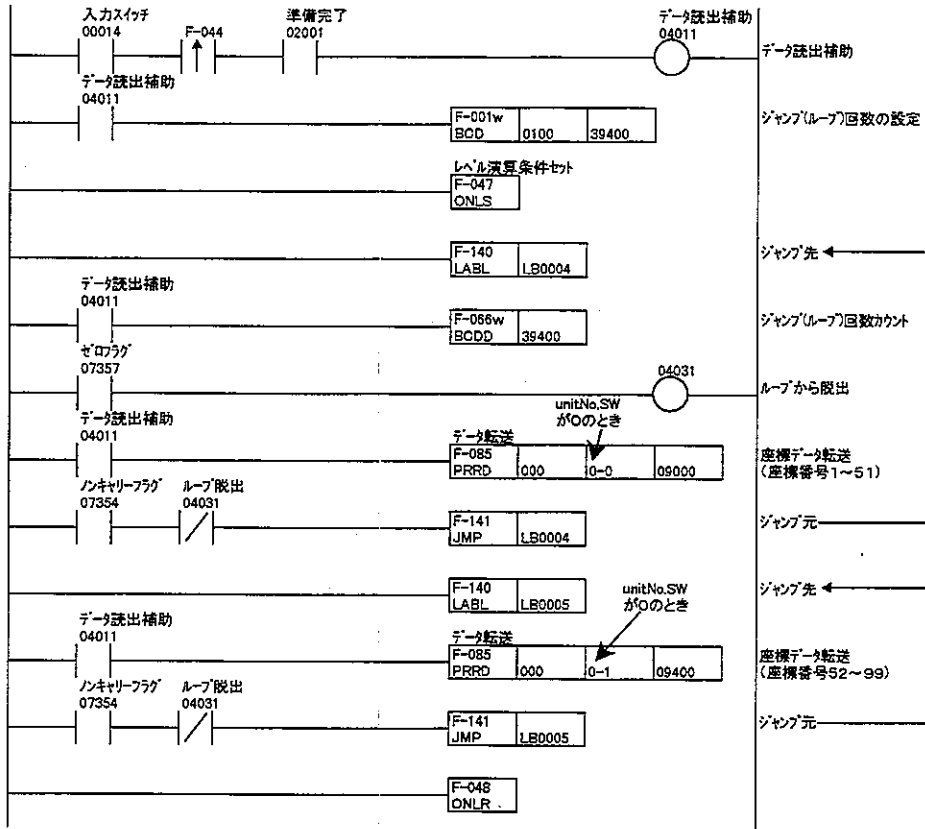 入力スイッチ
00014
F-044
準備完了
02001
データ読出補助
04011
データ読出補助
データ読出補助
04011
F-001w
BCD
0100
39400
ジャンプ(ループ)回数の設定
レベル演算条件セット
F-047
ONLS
F-140
LABL
LB0004
ジャンプ先
データ読出補助
04011
F-066w
BCDD
39400
ジャンプ(ループ)回数カウント
ゼロフラグ
07357
04031
ループから脱出
unitNo.SW
が0のとき
データ読出補助
04011
データ転送
F-085
PRRD
000
0-0
09000
座標データ転送
(座標番号1~51)
ノンキャリーフラグ
07354
ループ脱出
04031
F-141
JMP
LB0004
ジャンプ元
F-140
LABL
LB0005
ジャンプ先
unitNo.SW
が0のとき
データ読出補助
04011
データ転送
F-085
PRRD
000
0-1
09400
座標データ転送
(座標番号52~99)
ノンキャリーフラグ
07354
ループ脱出
04031
F-141
JMP
LB0005
ジャンプ元
F-048
ONLR